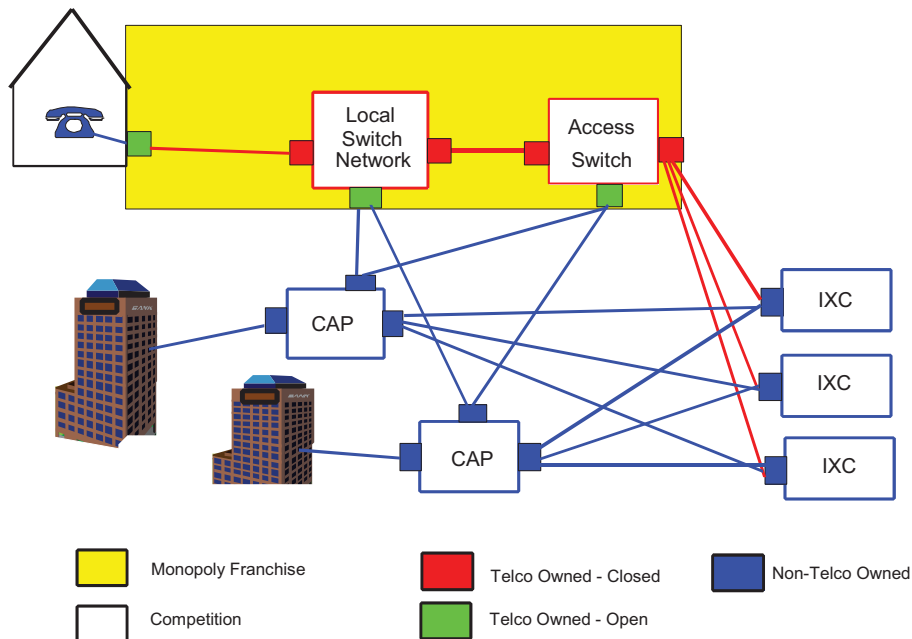 Local
Switch
Network
Access
Switch
CAP
CAP
IXC
IXC
IXC
Monopoly Franchise
Competition
Telco Owned - Closed
Telco Owned - Open
Non-Telco Owned